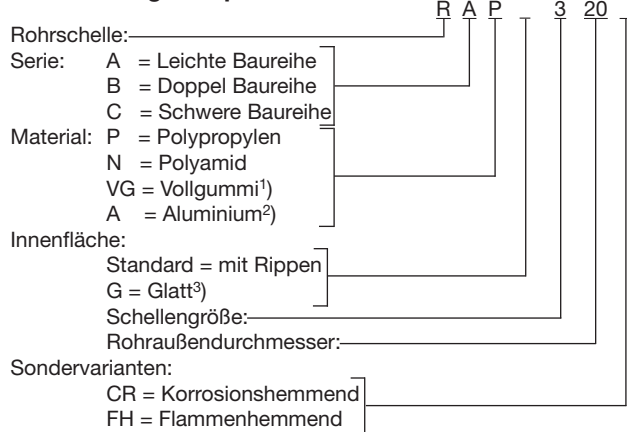 R A P _ 3 20 _
Rohrschelle:
Serie: A = Leichte Baureihe
B = Doppel Baureihe
C = Schwere Baureihe
Material: P = Polypropylen
N = Polyamid
VG = Vollgummi¹)
A = Aluminium²)
Innenfläche:
Standard = mit Rippen
G = Glatt³)
Schellengröße:
Rohraußendurchmesser:
Sondervarianten:
CR = Korrosionshemmend
FH = Flammenhemmend